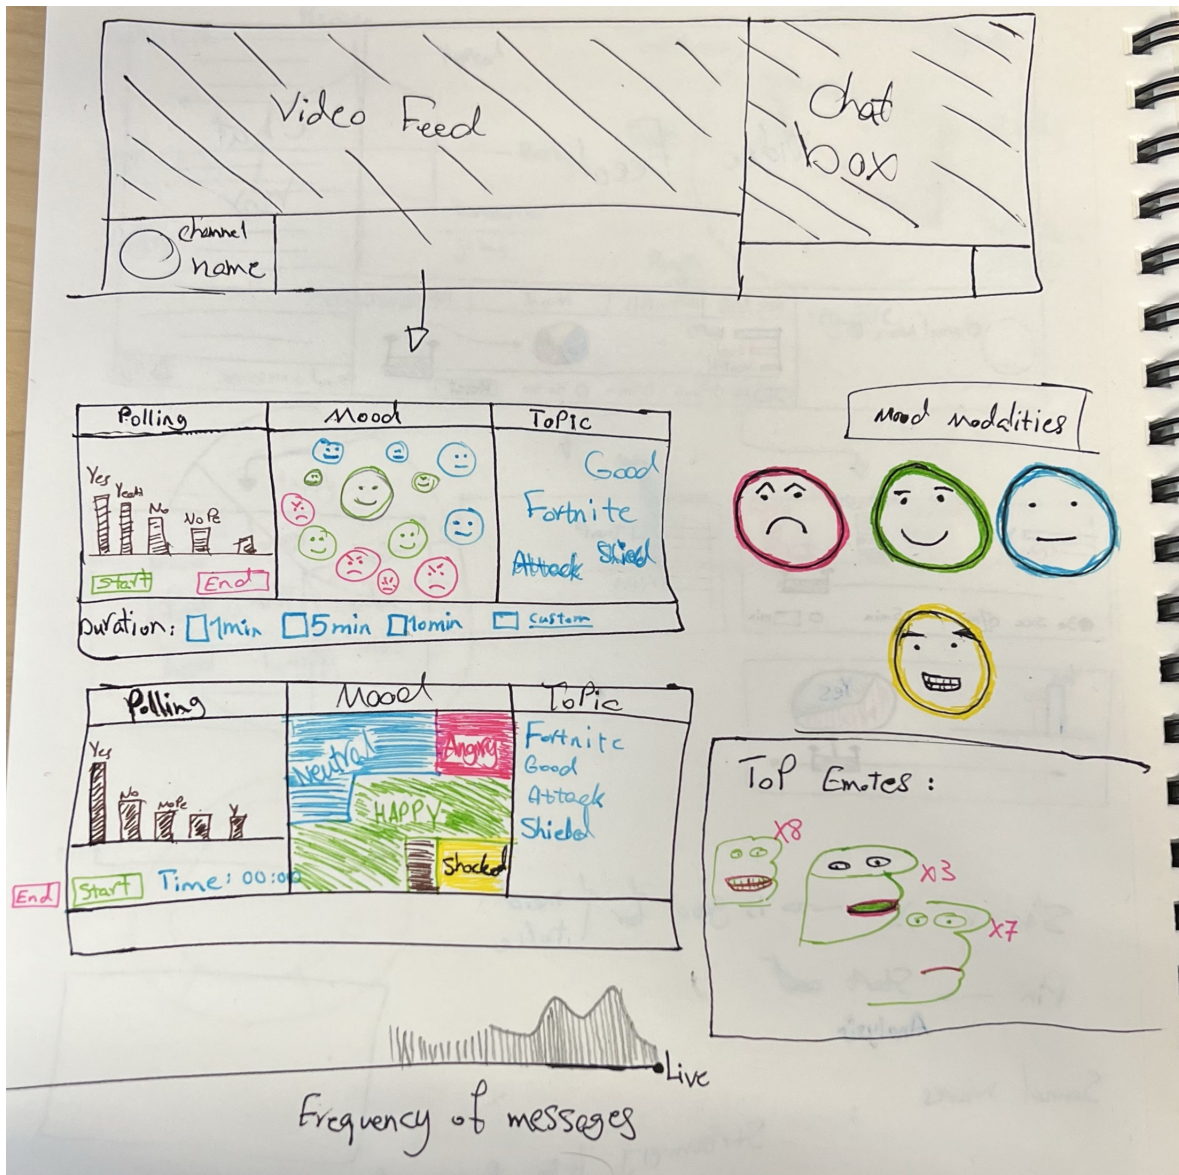 Video Feed
Chat
box
Channel
name
Polling
Mood
Topic
Yes
Yeah
No
Nope
Start
End
Good
Fortnite
Attack
Shield
Duration: 1min 5min 10min custom
Mood Modalities
Polling
Mood
Topic
Yes
No
Nope
Y
End
Start
Time: 00:00
Neutral
Angry
HAPPY
Shocked
Fortnite
Good
Attack
Shield
Top Emotes:
x8
x3
x7
Live
Frequency of messages